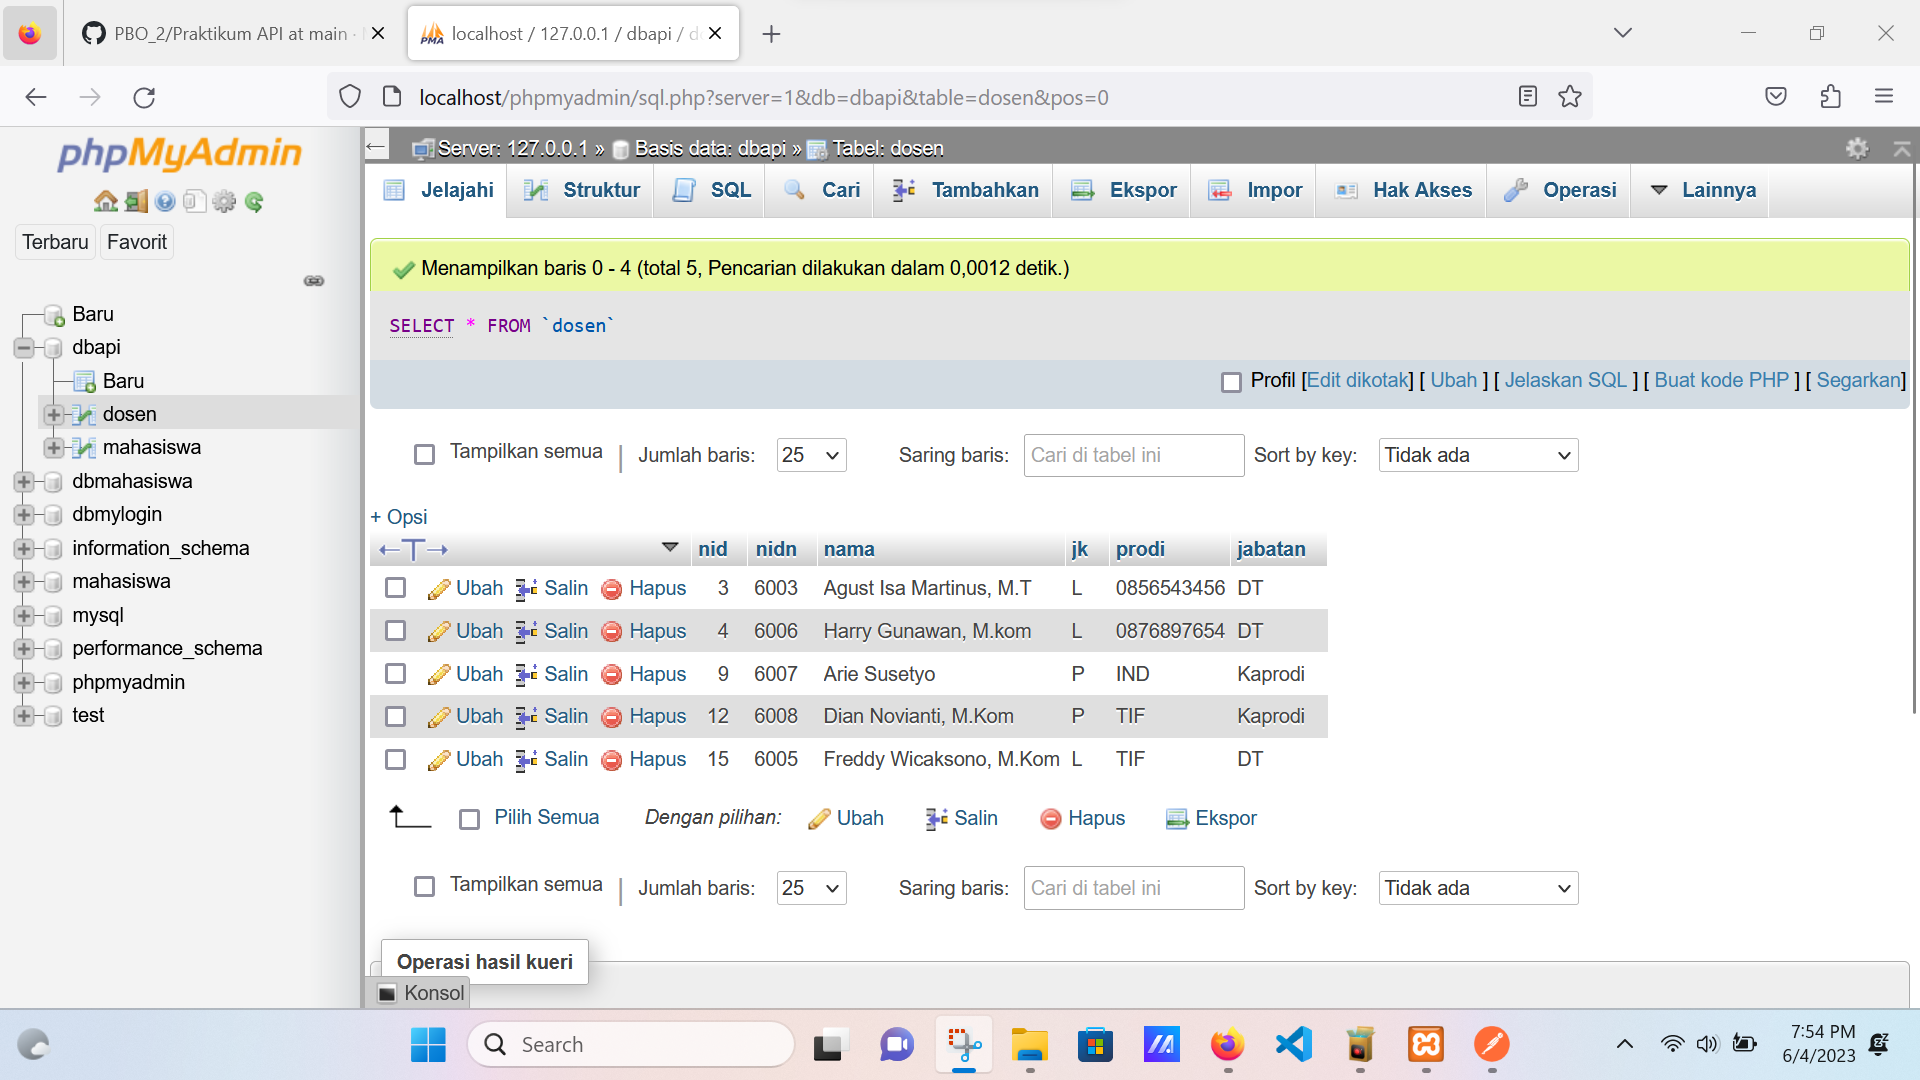 PBO_2/Praktikum API at main ·
localhost / 127.0.0.1 / dbapi / d
localhost/phpmyadmin/sql.php?server=1&db=dbapi&table=dosen&pos=0
phpMyAdmin
Terbaru Favorit
Baru
dbapi
Baru
dosen
mahasiswa
dbmahasiswa
dbmylogin
information_schema
mahasiswa
mysql
performance_schema
phpmyadmin
test
Server: 127.0.0.1 » Basis data: dbapi » Tabel: dosen
Jelajahi Struktur SQL Cari Tambahkan Ekspor Impor Hak Akses Operasi Lainnya
Menampilkan baris 0 - 4 (total 5, Pencarian dilakukan dalam 0,0012 detik.)
SELECT * FROM `dosen`
Profil [Edit dikotak] [ Ubah ] [ Jelaskan SQL ] [ Buat kode PHP ] [ Segarkan]
Tampilkan semua | Jumlah baris: 25 Saring baris: Cari di tabel ini Sort by key: Tidak ada
+ Opsi
←T→ nid nidn nama jk prodi jabatan
Ubah Salin Hapus 3 6003 Agust Isa Martinus, M.T L 0856543456 DT
Ubah Salin Hapus 4 6006 Harry Gunawan, M.kom L 0876897654 DT
Ubah Salin Hapus 9 6007 Arie Susetyo P IND Kaprodi
Ubah Salin Hapus 12 6008 Dian Novianti, M.Kom P TIF Kaprodi
Ubah Salin Hapus 15 6005 Freddy Wicaksono, M.Kom L TIF DT
Pilih Semua Dengan pilihan: Ubah Salin Hapus Ekspor
Tampilkan semua | Jumlah baris: 25 Saring baris: Cari di tabel ini Sort by key: Tidak ada
Operasi hasil kueri
Konsol
Search
7:54 PM
6/4/2023